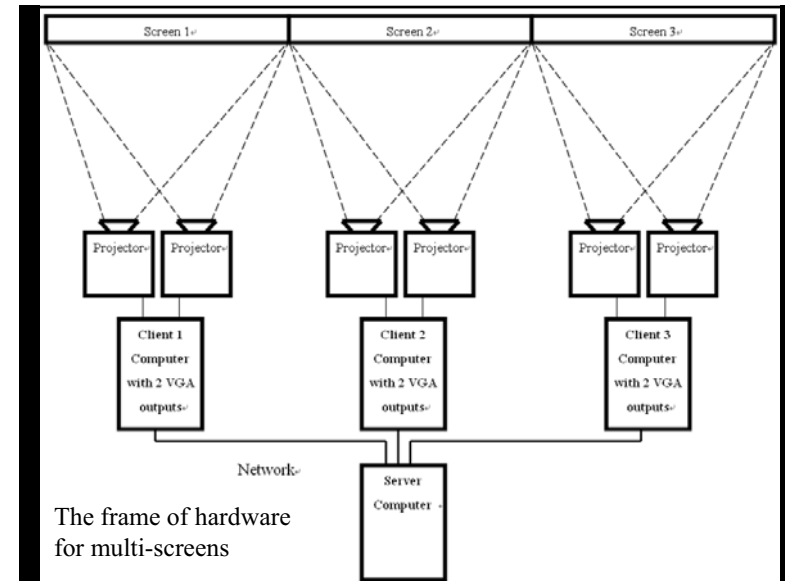 Screen 1
Screen 2
Screen 3
Projector
Projector
Projector
Projector
Projector
Projector
Client 1
Computer
with 2 VGA
outputs
Client 2
Computer
with 2 VGA
outputs
Client 3
Computer
with 2 VGA
outputs
Network
Server
Computer
The frame of hardware
for multi-screens